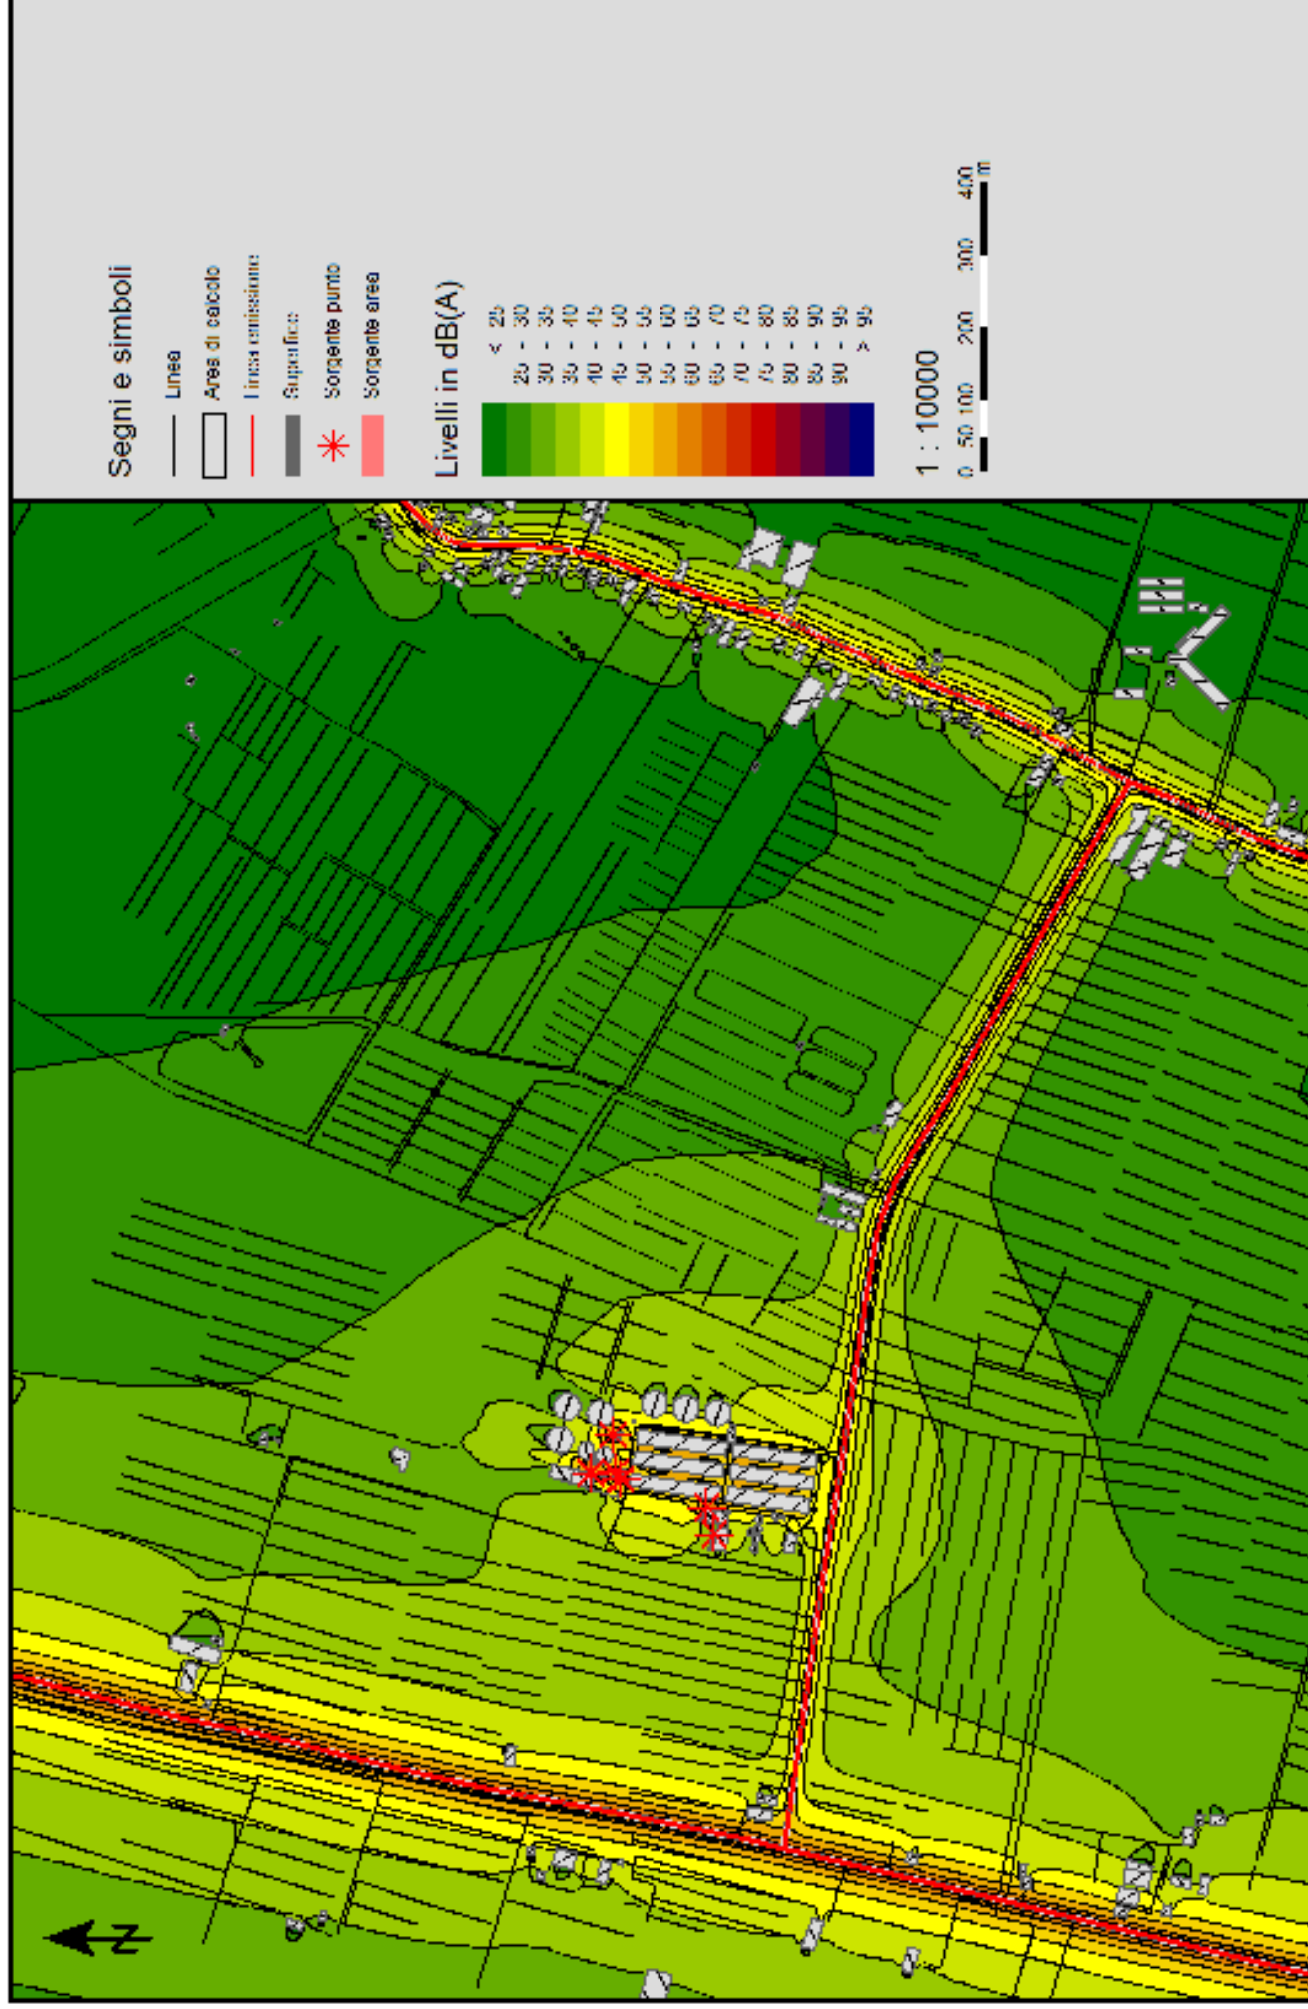 Segni e simboli
Linea
Area di calcolo
Linea emissione
Superfice
Sorgente punto
Sorgente area
Livelli in dB(A)
< 25
25 - 30
30 - 35
35 - 40
40 - 45
45 - 50
50 - 55
55 - 60
60 - 65
65 - 70
70 - 75
75 - 80
80 - 85
85 - 90
90 - 95
> 95
1 : 10000
0 50 100 200 300 400
m
N